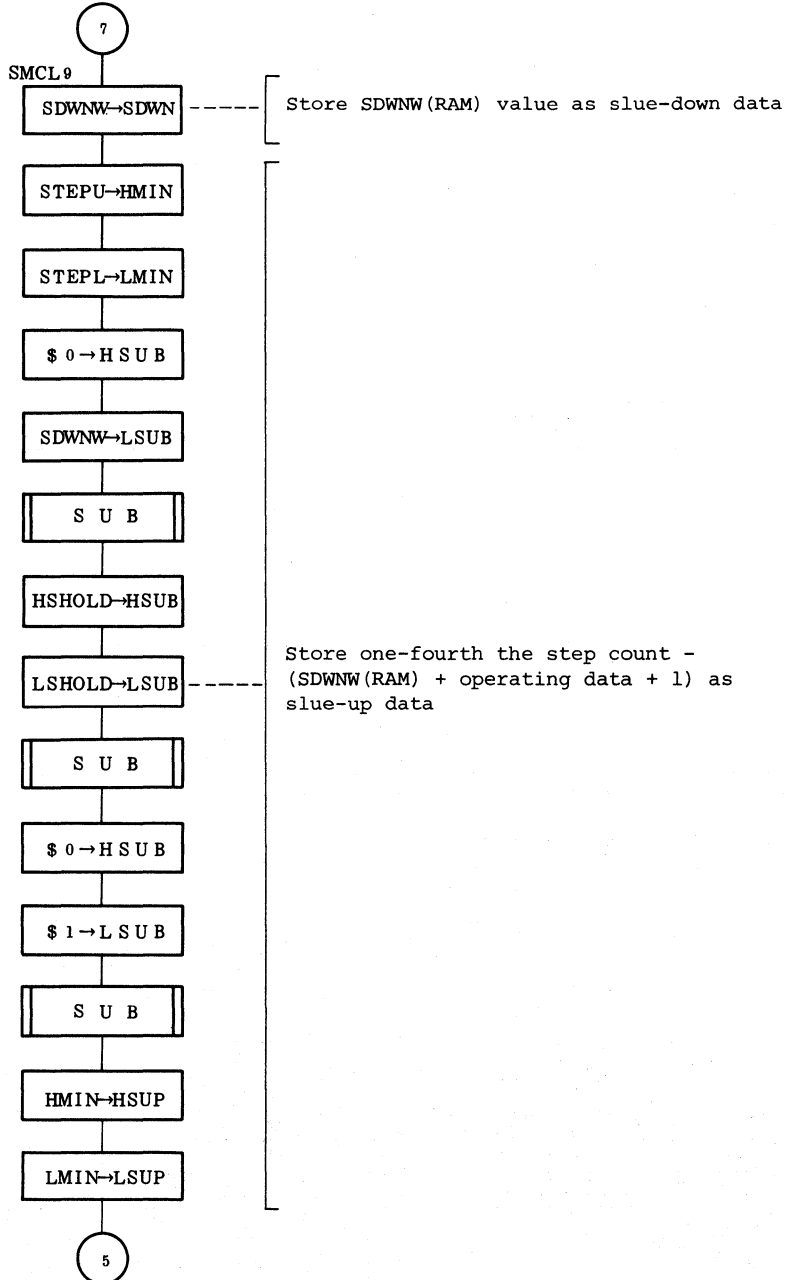 7
SMCL9
SDWNW→SDWN
Store SDWNW(RAM) value as slue-down data
STEPU→HMIN
STEPL→LMIN
$0→HSUB
SDWNW→LSUB
SUB
HSHOLD→HSUB
LSHOLD→LSUB
Store one-fourth the step count -
(SDWNW(RAM) + operating data + 1) as
slue-up data
SUB
$0→HSUB
$1→LSUB
SUB
HMIN→HSUP
LMIN→LSUP
5